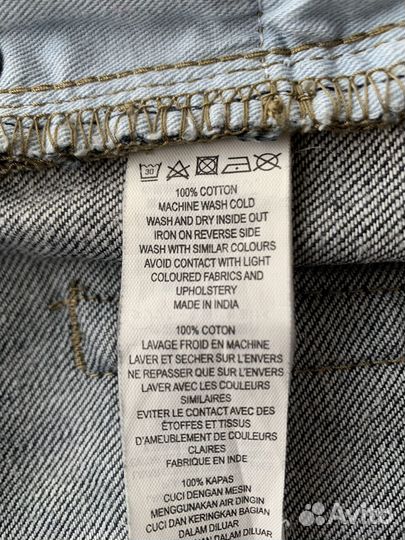 30
100% COTTON
MACHINE WASH COLD
WASH AND DRY INSIDE OUT
IRON ON REVERSE SIDE
WASH WITH SIMILAR COLOURS
AVOID CONTACT WITH LIGHT
COLOURED FABRICS AND
UPHOLSTERY
MADE IN INDIA
100% COTON
LAVAGE FROID EN MACHINE
LAVER ET SECHER SUR L'ENVERS
NE REPASSER QUE SUR L'ENVERS
LAVER AVEC LES COULEURS
SIMILAIRES
EVITER LE CONTACT AVEC DES
ÉTOFFES ET TISSUS
D'AMEUBLEMENT DE COULEURS
CLAIRES
FABRIQUE EN INDE
100% KAPAS
CUCI DENGAN MESIN
MENGGUNAKAN AIR DINGIN
CUCI DAN KERINGKAN BAGIAN
DALAM DILUAR
Avito